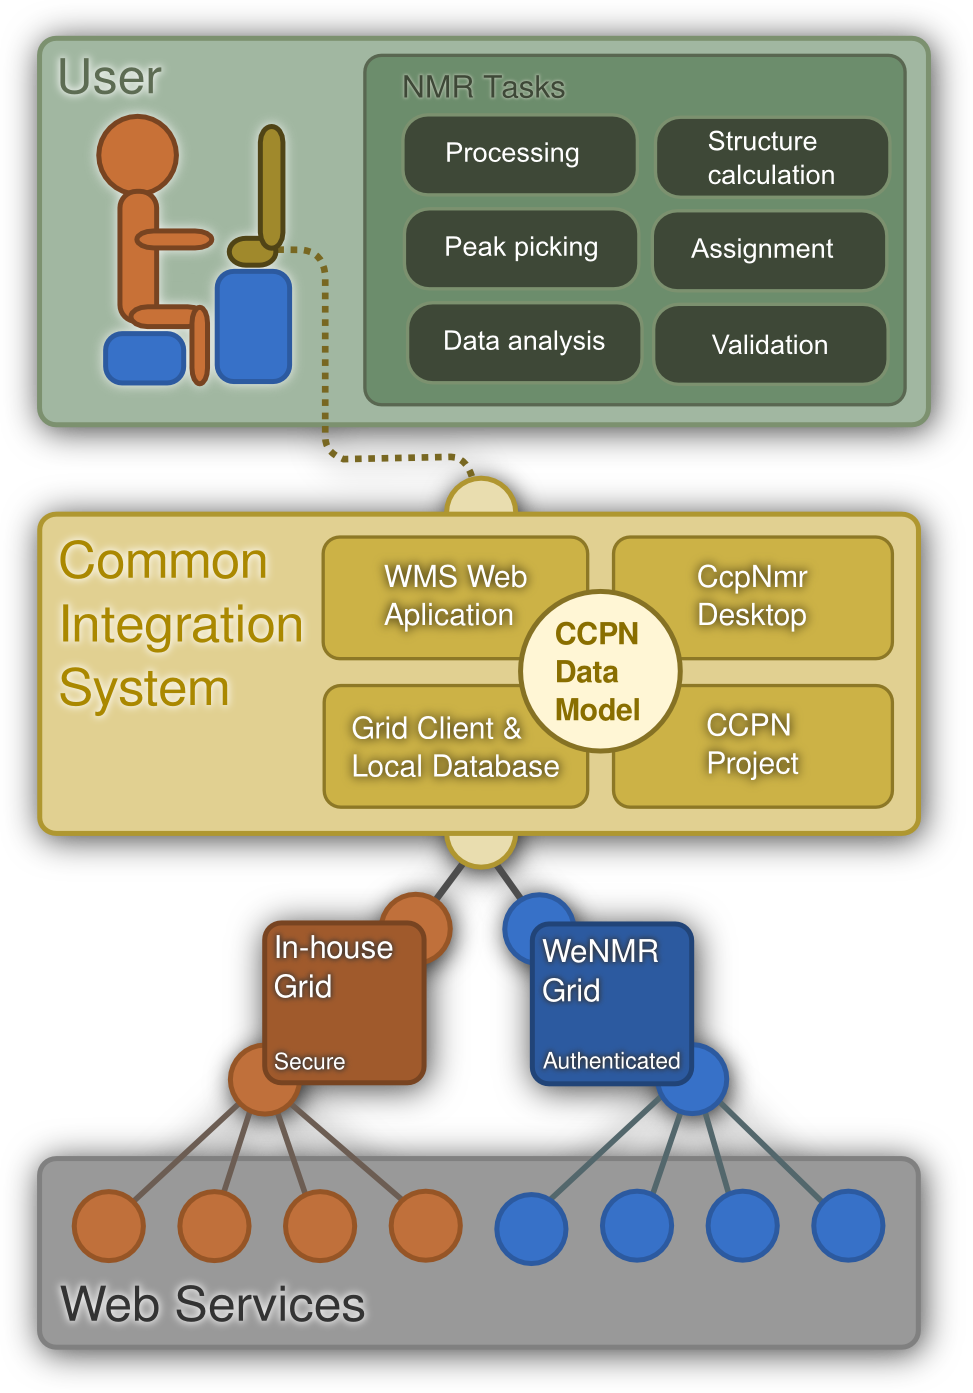 User
NMR Tasks
Processing
Structure
calculation
Peak picking
Assignment
Data analysis
Validation
Common
Integration
System
WMS Web
Aplication
CcpNmr
Desktop
CCPN
Data
Model
Grid Client &
Local Database
CCPN
Project
In-house
Grid
Secure
WeNMR
Grid
Authenticated
Web Services